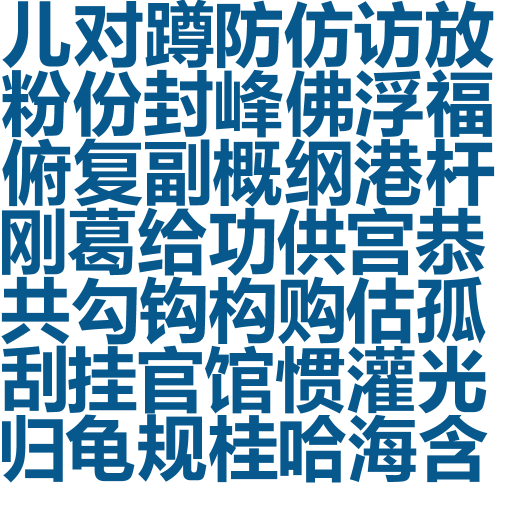 儿对蹲防仿访放
粉份封峰佛浮福
俯复副概纲港杆
刚葛给功供宫恭
共勾钩构购估孤
刮挂官馆惯灌光
归龟规桂哈海含